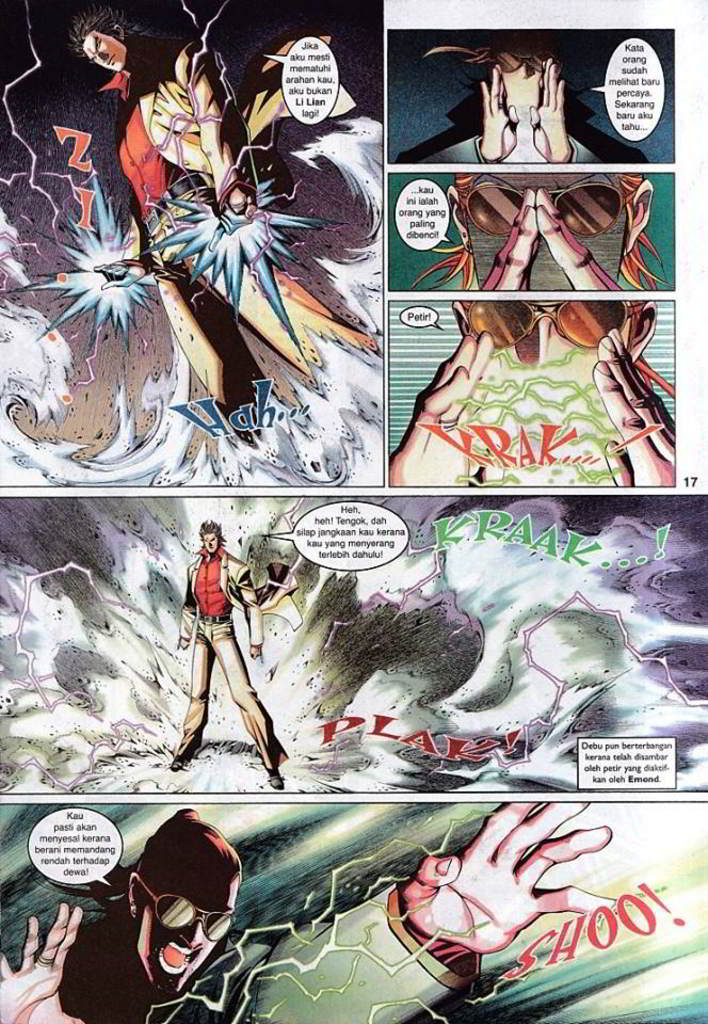 Jika
aku mesti
mematuhi
arahan kau,
aku bukan
Li Lian
lagi!
ZI
Hah...
Kata
orang
sudah
melihat baru
percaya.
Sekarang
baru aku
tahu...
...kau
ini ialah
orang yang
paling
dibenci!
Petir!
KRAK....!
17
Heh,
heh! Tengok, dah
silap jangkaan kau kerana
kau yang menyerang
terlebih dahulu!
KRAAK...!
PLAK!
Debu pun berterbangan
kerana telah disambar
oleh petir yang diaktif-
kan oleh Emond.
Kau
pasti akan
menyesal kerana
berani memandang
rendah terhadap
dewa!
SHOO!